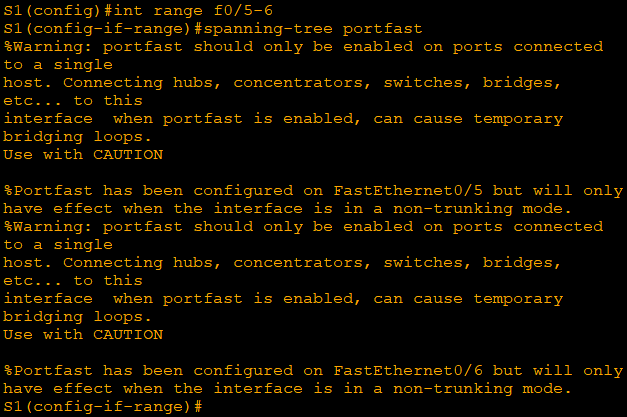 S1(config)#int range f0/5-6
S1(config-if-range)#spanning-tree portfast
%Warning: portfast should only be enabled on ports connected
to a single
host. Connecting hubs, concentrators, switches, bridges,
etc... to this
interface  when portfast is enabled, can cause temporary
bridging loops.
Use with CAUTION

%Portfast has been configured on FastEthernet0/5 but will only
have effect when the interface is in a non-trunking mode.
%Warning: portfast should only be enabled on ports connected
to a single
host. Connecting hubs, concentrators, switches, bridges,
etc... to this
interface  when portfast is enabled, can cause temporary
bridging loops.
Use with CAUTION

%Portfast has been configured on FastEthernet0/6 but will only
have effect when the interface is in a non-trunking mode.
S1(config-if-range)#